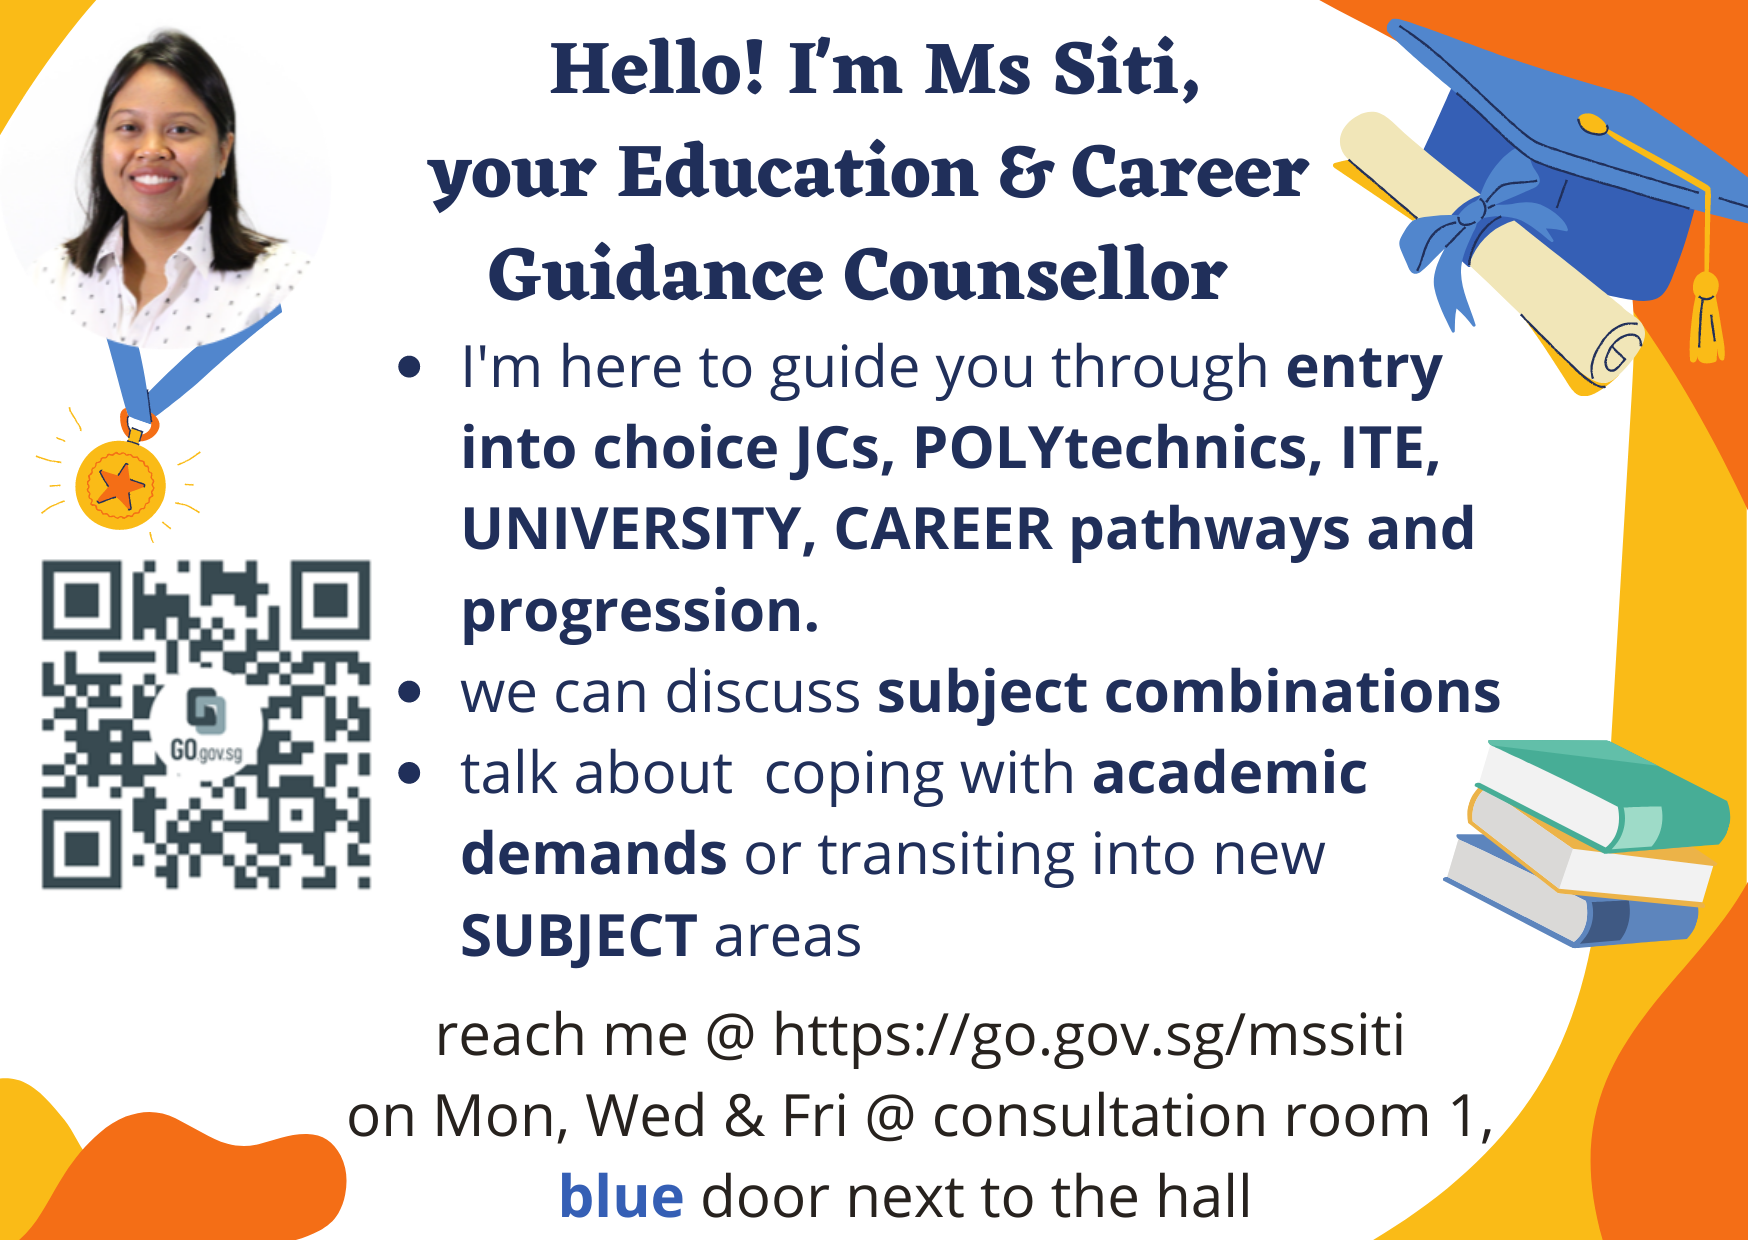 Hello! I'm Ms Siti,
your Education & Career
Guidance Counsellor
• I'm here to guide you through entry
into choice JCs, POLYtechnics, ITE,
UNIVERSITY, CAREER pathways and
progression.
• we can discuss subject combinations
• talk about  coping with academic
demands or transiting into new
SUBJECT areas
GO.gov.sg
reach me @ https://go.gov.sg/mssiti
on Mon, Wed & Fri @ consultation room 1,
blue door next to the hall